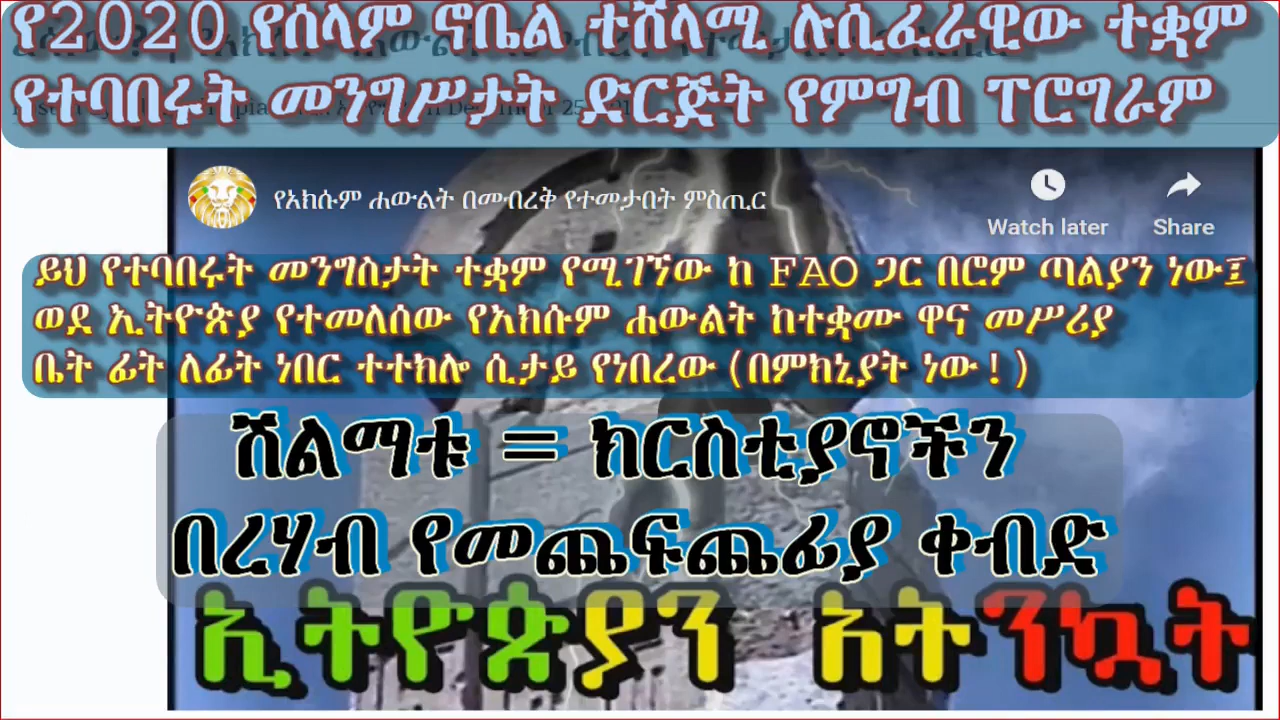 የ2020 የሰላም ኖቤል ተሸላሚ ሉሲፈራዊው ተቋም
የተባበሩት መንግሥታት ድርጅት የምግብ ፐሮግራም
የአክሱም ሐውልት በመብረቅ የተመታበት ምስጢር
Watch later
Share
ይህ የተባበሩት መንግስታት ተቋም የሚገኘው ከ FAO ጋር በሮም ጣልያን ነው፤
ወደ ኢትዮጵያ የተመለሰው የአክሱም ሐውልት ከተቋሙ ዋና መሥሪያ
ቤት ፊት ለፊት ነበር ተተክሎ ሲታይ የነበረው (በምክኒያት ነው!)
ሽልማቱ = ክርስቲያኖችን
በረሃብ የመጨፍጨፊያ ቀብድ
ኢትዮጵያን አትንኳት